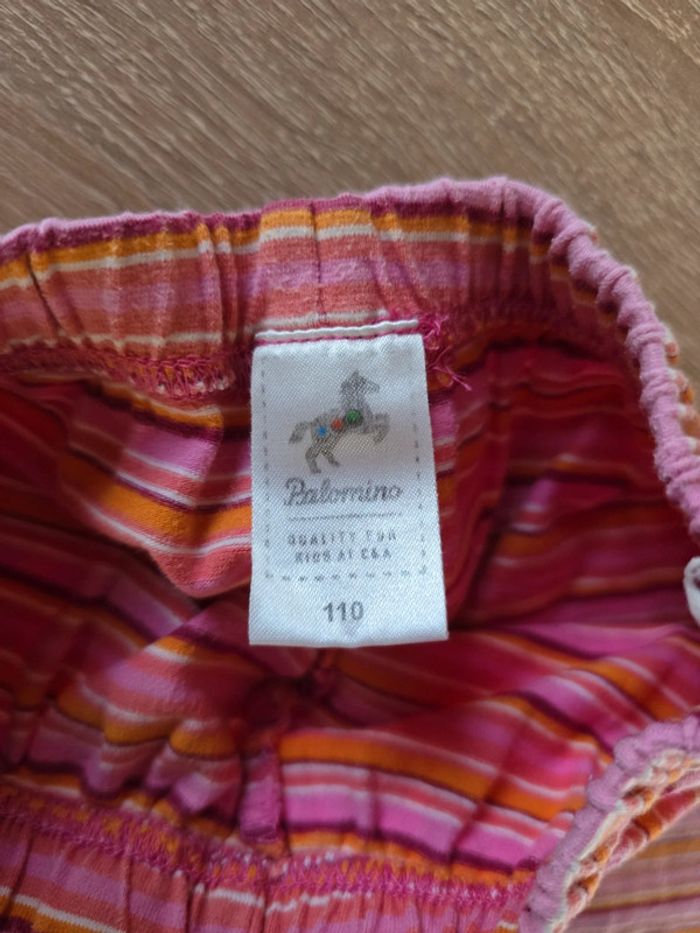 Palomino
QUALITY FOR
KIDS AT C&A
110